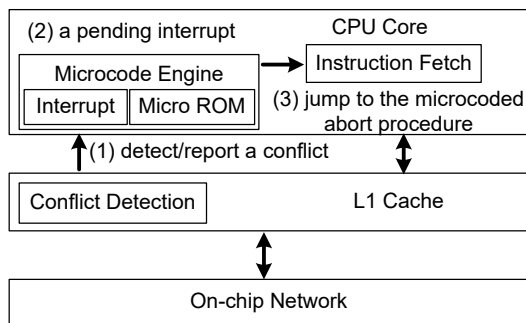 (2) a pending interrupt
CPU Core
Microcode Engine
Instruction Fetch
Interrupt
Micro ROM
(3) jump to the microcoded
abort procedure
(1) detect/report a conflict
Conflict Detection
L1 Cache
On-chip Network